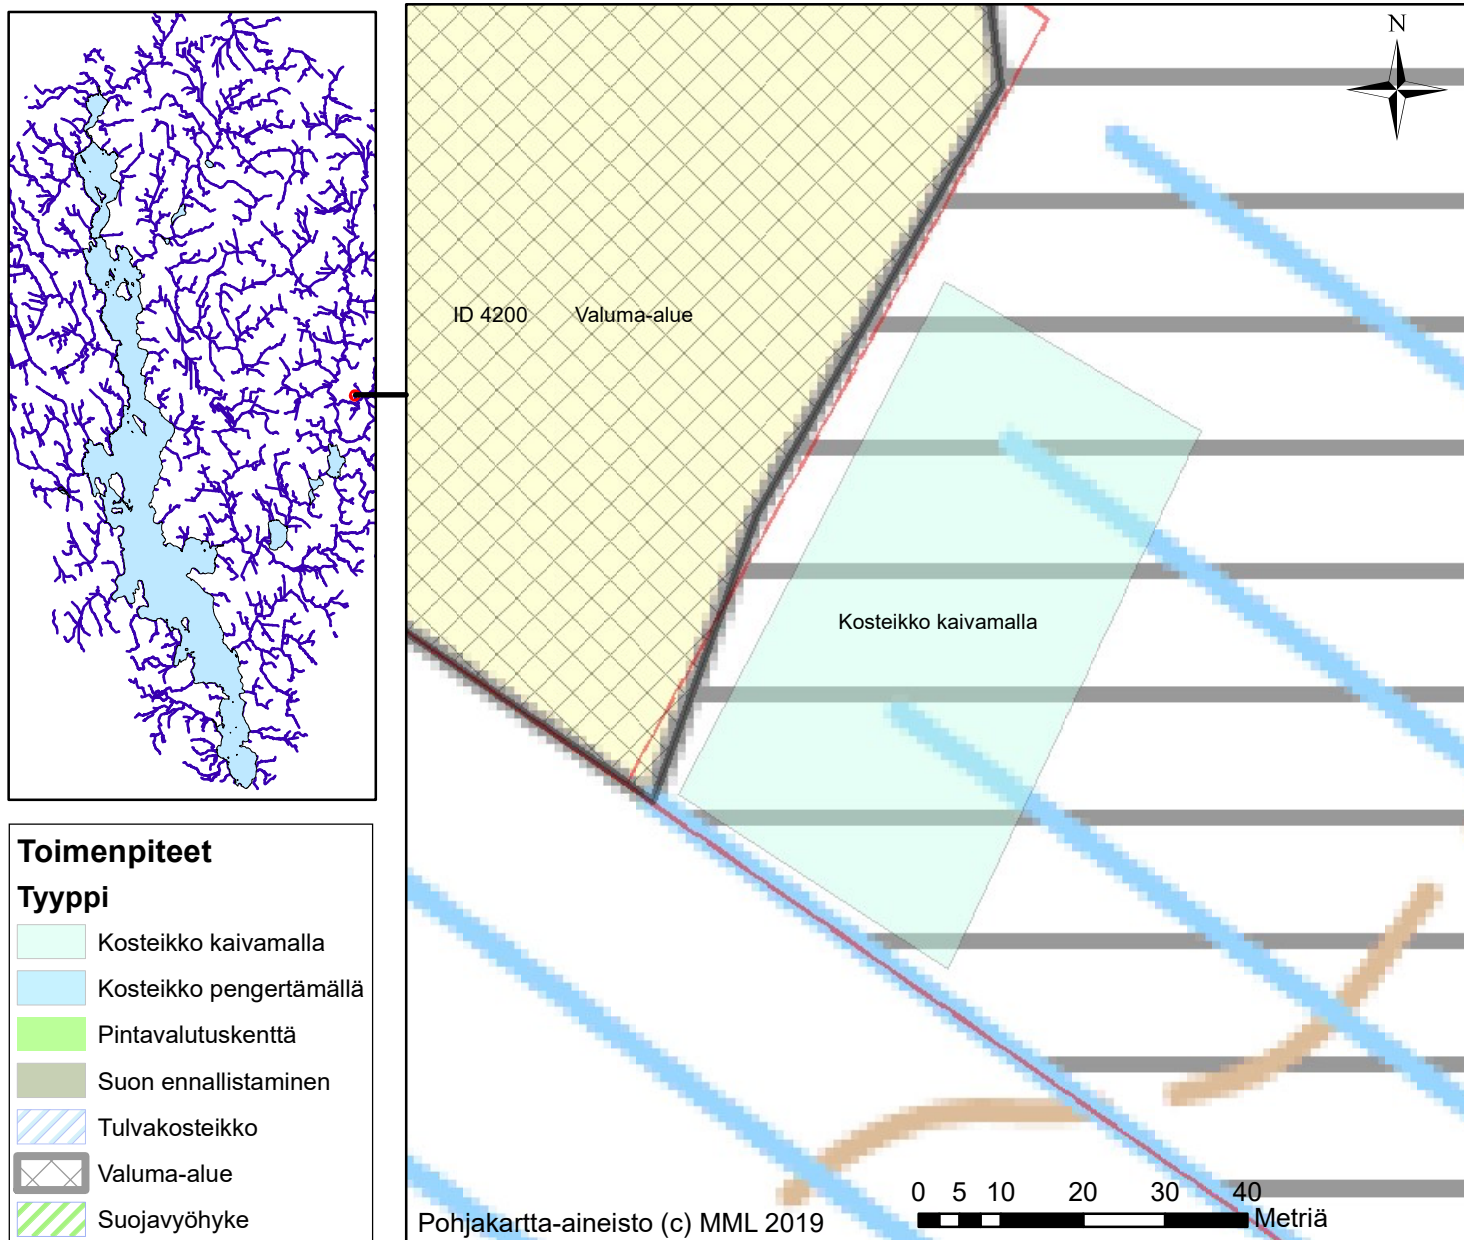 N
ID 4200 Valuma-alue
Kosteikko kaivamalla
Toimenpiteet
Tyyppi
Kosteikko kaivamalla
Kosteikko pengertämällä
Pintavalutuskenttä
Suon ennallistaminen
Tulvakosteikko
Valuma-alue
Suojavyöhyke
0 5 10 20 30 40
Metriä
Pohjakartta-aineisto (c) MML 2019